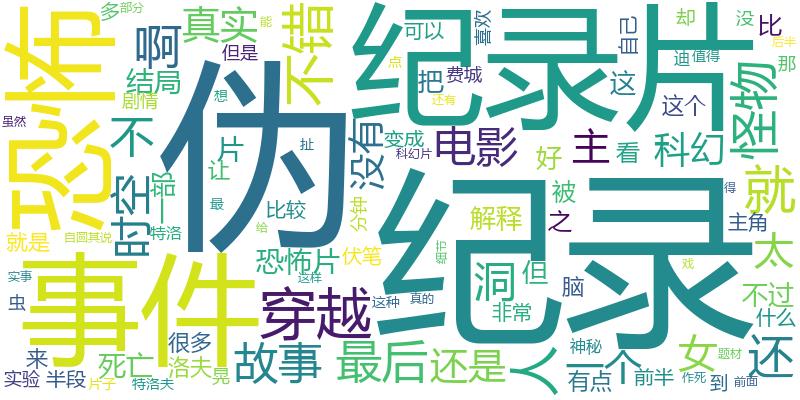 恐怖
伪
纪录片
纪录
事件
不错
真实
啊
多
部分
但是
结局
剧情
虽然
不
想
片
时空
一部
让
特洛
就是
自圆其说
最
比较
给
没有
扯
变成
科幻片
点
可以
把
费城
还有
喜欢
自己
这
能
却
迪
没
值得
比
那
后半
这个
电影
主
好
看
科幻
怪物
就
被
得
主角
太
解释
之
分钟
恐怖片
伏笔
洞
但
非常
脑
细节
戏
不过
什么
穿越
这种
真的
这样
实事
虫
来
很多
实验
半段
死亡
片子
洛夫
特洛夫
晃
故事
最后
还是
人
神秘
一个
有点
前半
女
作死
到
题材
前面
还